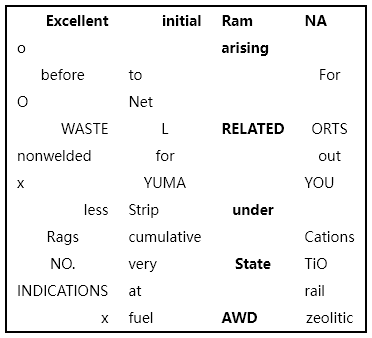 Excellent initial Ram NA
o arising
before to For
O Net
WASTE L RELATED ORTS
nonwelded for out
x YUMA YOU
less Strip under
Rags cumulative Cations
NO. very State TiO
INDICATIONS at rail
x fuel AWD zeolitic